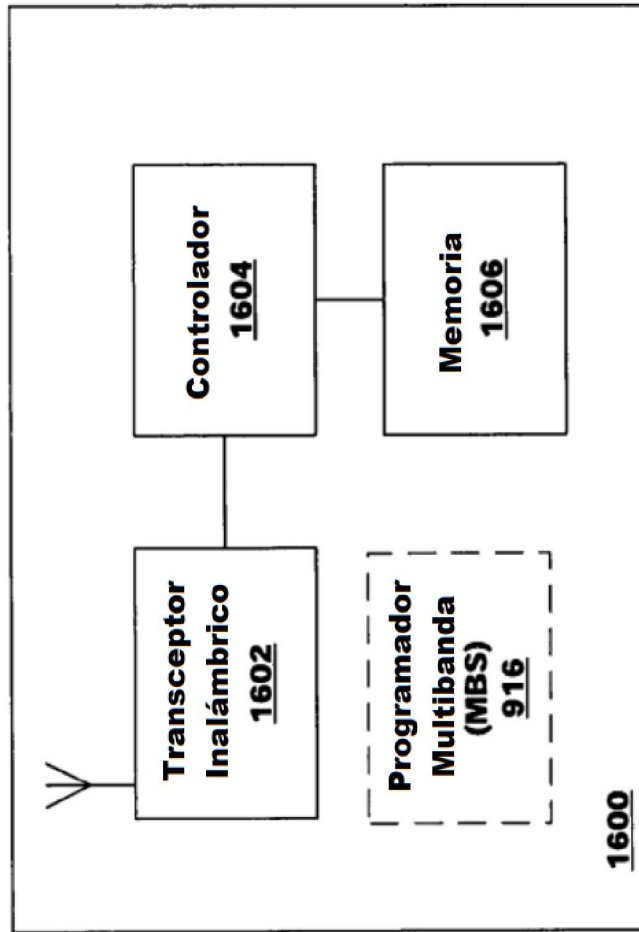 Transceptor
Inalámbrico
1602
Controlador
1604
Programador
Multibanda
(MBS)
916
Memoria
1606
1600